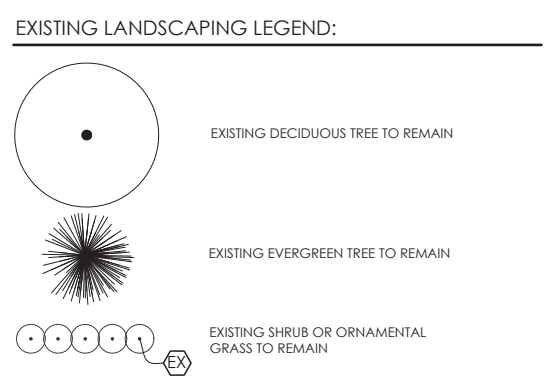 EXISTING LANDSCAPING LEGEND:
EXISTING DECIDUOUS TREE TO REMAIN
EXISTING EVERGREEN TREE TO REMAIN
EXISTING SHRUB OR ORNAMENTAL
GRASS TO REMAIN
EX